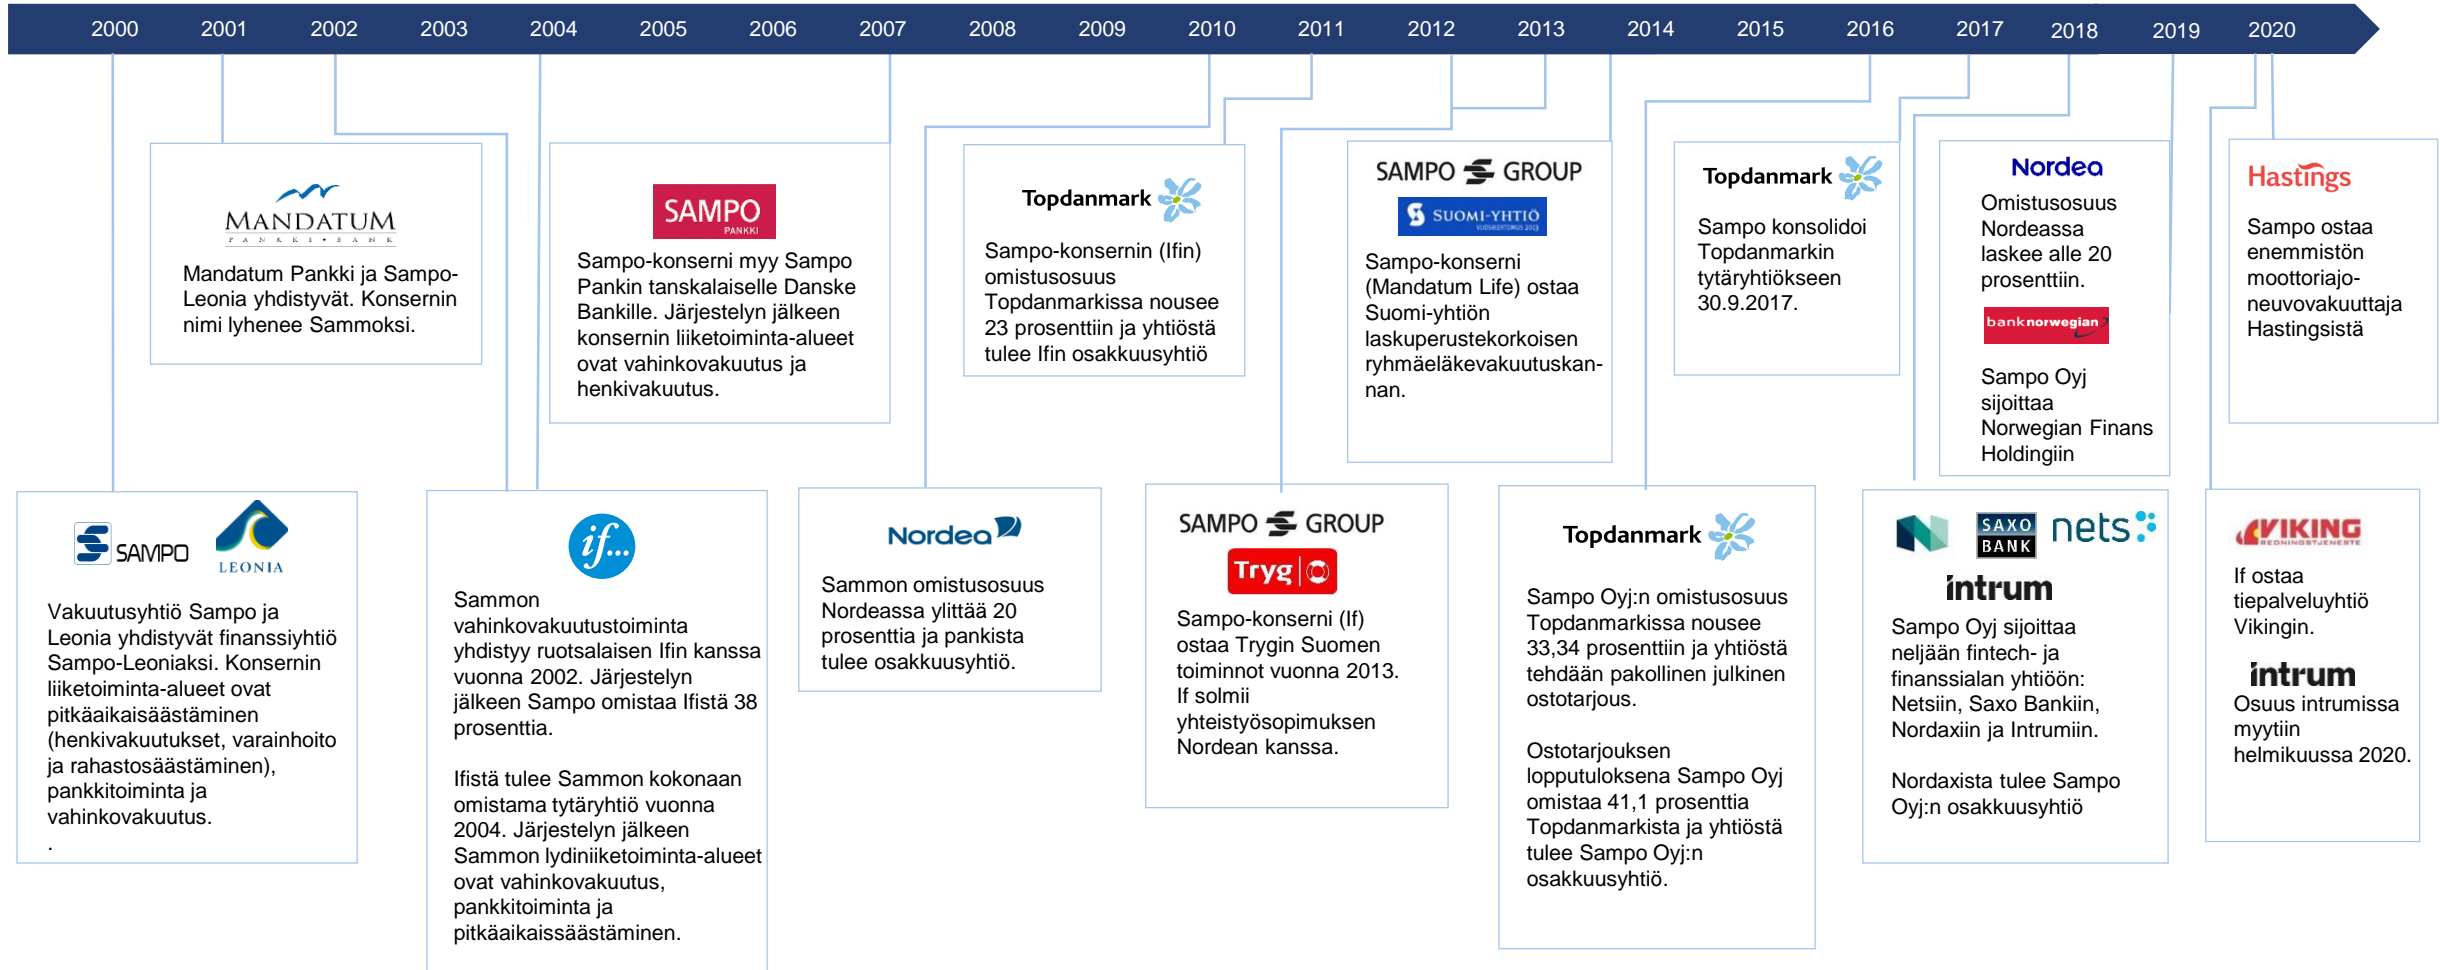 2000 2001 2002 2003 2004 2005 2006 2007 2008 2009 2010 2011 2012 2013 2014 2015 2016 2017 2018 2019 2020
MANDATUM
PANKKI • BANK
Mandatum Pankki ja Sampo-
Leonia yhdistyvät. Konsernin
nimi lyhenee Sammoksi.
SAMPO
PANKKI
Sampo-konserni myy Sampo
Pankin tanskalaiselle Danske
Bankille. Järjestelyn jälkeen
konsernin liiketoiminta-alueet
ovat vahinkovakuutus ja
henkivakuutus.
Topdanmark
Sampo-konsernin (Ifin)
omistusosuus
Topdanmarkissa nousee
23 prosenttiin ja yhtiöstä
tulee Ifin osakkuusyhtiö
SAMPO GROUP
SUOMI-YHTIÖ
VUOSIKERTOMUS 2013
Sampo-konserni
(Mandatum Life) ostaa
Suomi-yhtiön
laskuperustekorkoisen
ryhmäeläkevakuutuskan-
nan.
Topdanmark
Sampo konsolidoi
Topdanmarkin
tytäryhtiökseen
30.9.2017.
Nordea
Omistusosuus
Nordeassa
laskee alle 20
prosenttiin.
banknorwegian
Sampo Oyj
sijoittaa
Norwegian Finans
Holdingiin
Hastings
Sampo ostaa
enemmistön
moottoriajo-
neuvovakuuttaja
Hastingsistä
SAMPO
LEONIA
Vakuutusyhtiö Sampo ja
Leonia yhdistyvät finanssiyhtiö
Sampo-Leoniaksi. Konsernin
liiketoiminta-alueet ovat
pitkäaikaisäästäminen
(henkivakuutukset, varainhoito
ja rahastosäästäminen),
pankkitoiminta ja
vahinkovakuutus.
.
if...
Sammon
vahinkovakuutustoiminta
yhdistyy ruotsalaisen Ifin kanssa
vuonna 2002. Järjestelyn
jälkeen Sampo omistaa Ifistä 38
prosenttia.
Ifistä tulee Sammon kokonaan
omistama tytäryhtiö vuonna
2004. Järjestelyn jälkeen
Sammon lydiniiketoiminta-alueet
ovat vahinkovakuutus,
pankkitoiminta ja
pitkäaikaissäästäminen.
Nordea
Sammon omistusosuus
Nordeassa ylittää 20
prosenttia ja pankista
tulee osakkuusyhtiö.
SAMPO GROUP
Tryg
Sampo-konserni (If)
ostaa Trygin Suomen
toiminnot vuonna 2013.
If solmii
yhteistyösopimuksen
Nordean kanssa.
Topdanmark
Sampo Oyj:n omistusosuus
Topdanmarkissa nousee
33,34 prosenttiin ja yhtiöstä
tehdään pakollinen julkinen
ostotarjous.
Ostotarjouksen
lopputuloksena Sampo Oyj
omistaa 41,1 prosenttia
Topdanmarkista ja yhtiöstä
tulee Sampo Oyj:n
osakkuusyhtiö.
SAXO
BANK
nets
intrum
Sampo Oyj sijoittaa
neljään fintech- ja
finanssialan yhtiöön:
Netsiin, Saxo Bankiin,
Nordaxiin ja Intrumiin.
Nordaxista tulee Sampo
Oyj:n osakkuusyhtiö
VIKING
REDNINGSTJENESTE
If ostaa
tiepalveluyhtiö
Vikingin.
intrum
Osuus intrumissa
myytiin
helmikuussa 2020.